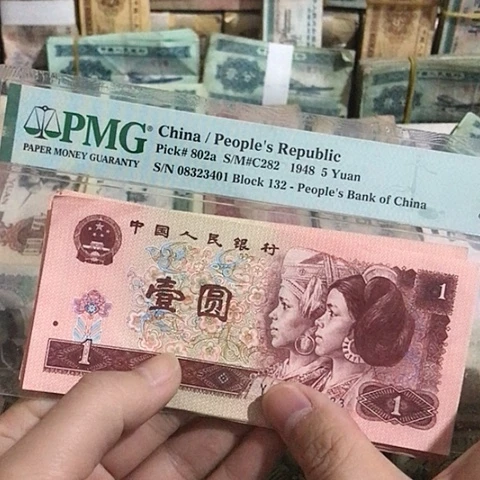 PMG
PAPER MONEY GUARANTY
China / People's Republic
Pick# 802a S/M#C282 1948 5 Yuan
S/N 08323401 Block 132 - People's Bank of China
中国人民银行
壹圆
1
1
1